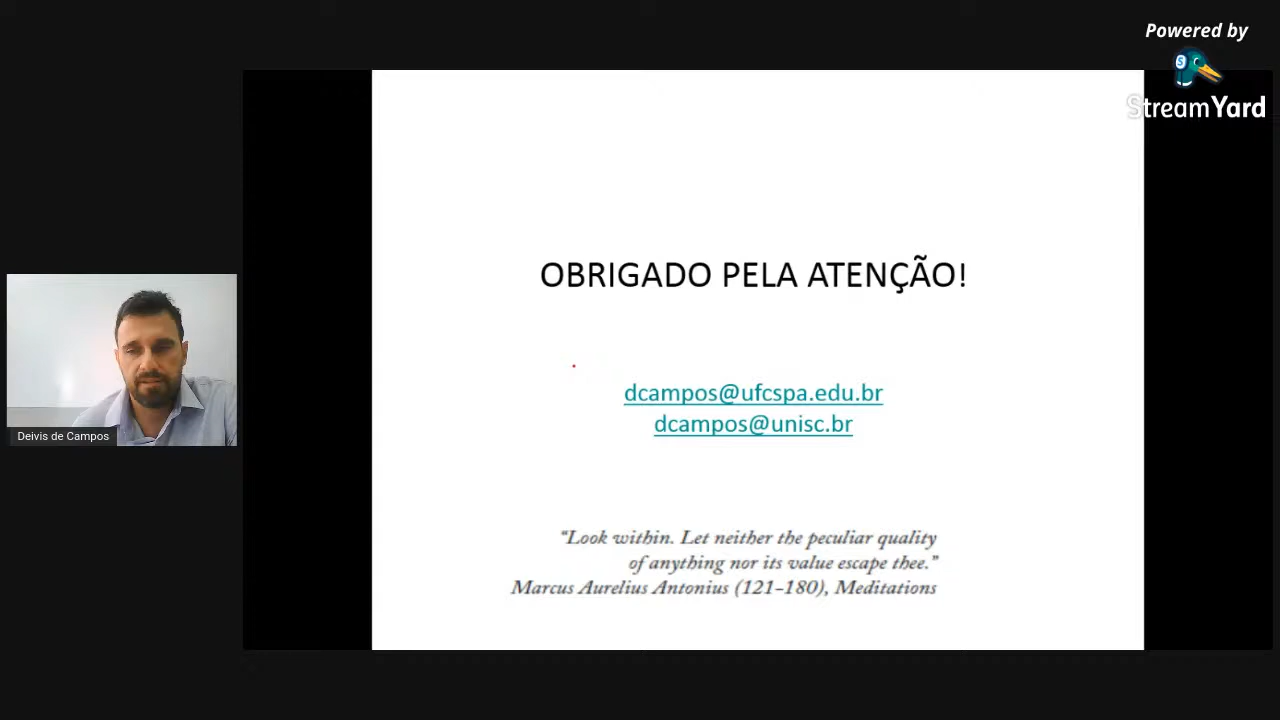 Powered by
StreamYard
OBRIGADO PELA ATENÇÃO!
dcampos@ufcspa.edu.br
dcampos@unisc.br
Deivis de Campos
“Look within. Let neither the peculiar quality
of anything nor its value escape thee.”
Marcus Aurelius Antonius (121–180), Meditations